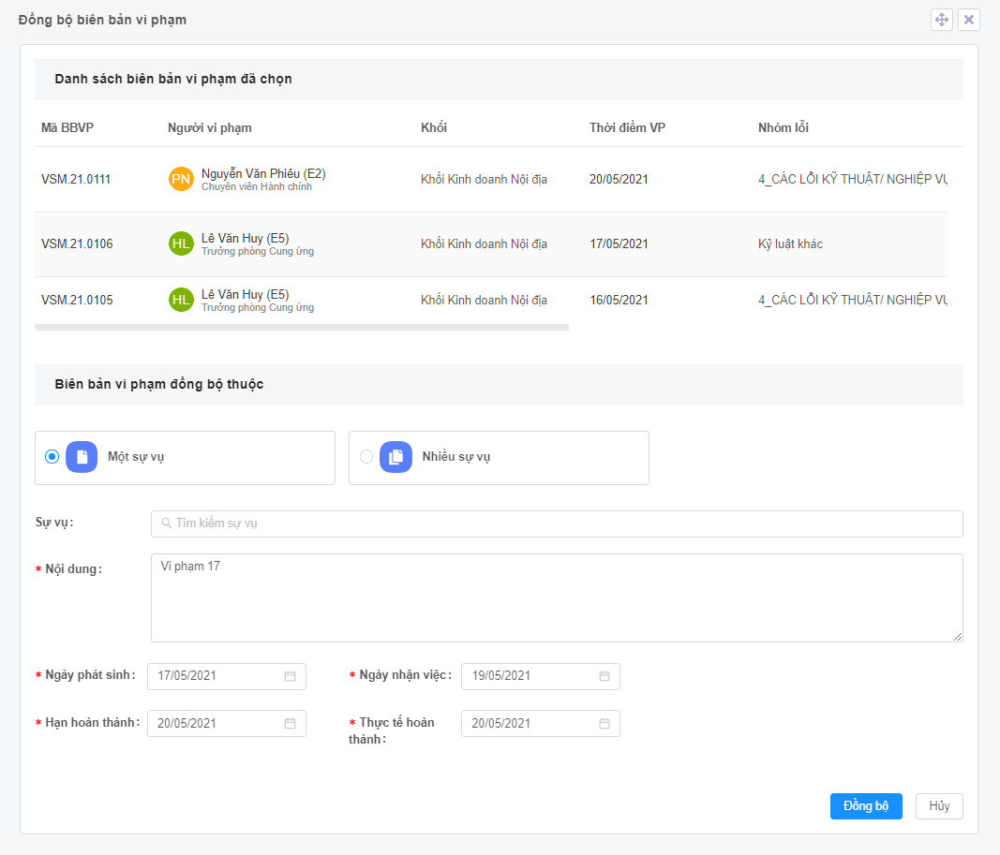 Đồng bộ biên bản vi phạm
Danh sách biên bản vi phạm đã chọn
Mã BBVP Người vi phạm Khối Thời điểm VP Nhóm lỗi
PN Nguyễn Văn Phiêu (E2)
VSM.21.0111 Chuyên viên Hành chính Khối Kinh doanh Nội địa 20/05/2021 4_CÁC LỖI KỸ THUẬT/ NGHIỆP VỤ
HL Lê Văn Huy (E5)
VSM.21.0106 Trưởng phòng Cung ứng Khối Kinh doanh Nội địa 17/05/2021 Kỷ luật khác
HL Lê Văn Huy (E5)
VSM.21.0105 Trưởng phòng Cung ứng Khối Kinh doanh Nội địa 16/05/2021 4_CÁC LỖI KỸ THUẬT/ NGHIỆP VỤ
Biên bản vi phạm đồng bộ thuộc
Một sự vụ Nhiều sự vụ
Sự vụ: Tìm kiếm sự vụ
* Nội dung: Vi phạm 17
* Ngày phát sinh: 17/05/2021 * Ngày nhận việc: 19/05/2021
* Hạn hoàn thành: 20/05/2021 * Thực tế hoàn thành: 20/05/2021
Đồng bộ Hủy